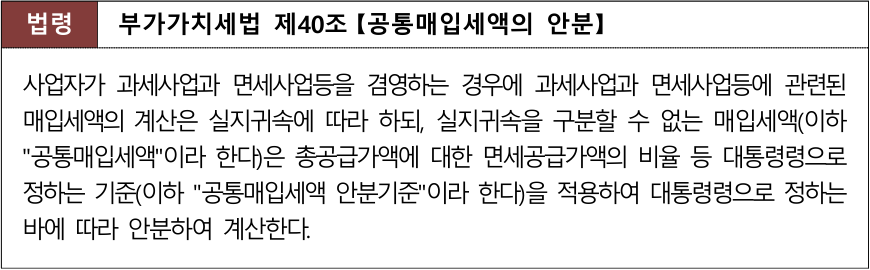 법령 부가가치세법 제40조【공통매입세액의 안분】
사업자가 과세사업과 면세사업등을 겸영하는 경우에 과세사업과 면세사업등에 관련된
매입세액의 계산은 실지귀속에 따라 하되, 실지귀속을 구분할 수 없는 매입세액(이하
"공통매입세액"이라 한다)은 총공급가액에 대한 면세공급가액의 비율 등 대통령령으로
정하는 기준(이하 "공통매입세액 안분기준"이라 한다)을 적용하여 대통령령으로 정하는
바에 따라 안분하여 계산한다.